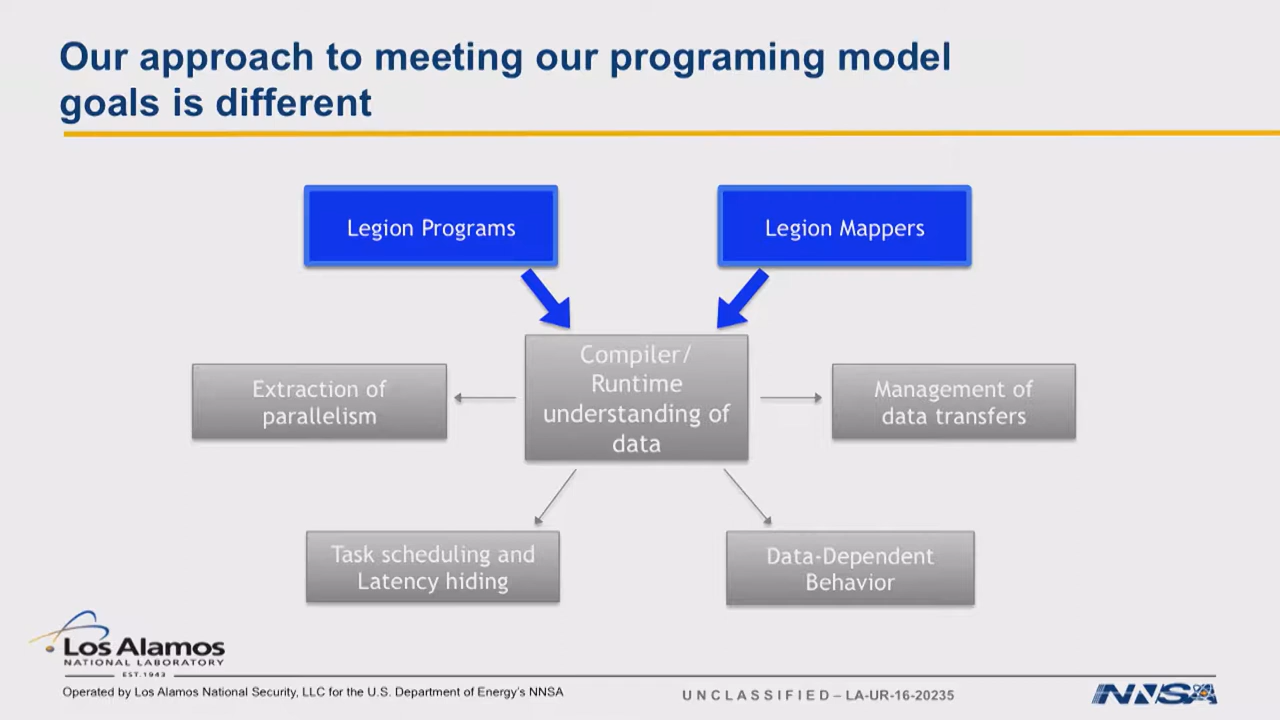 Our approach to meeting our programing model
goals is different
Legion Programs
Legion Mappers
Compiler/
Runtime
understanding of
data
Extraction of
parallelism
Management of
data transfers
Task scheduling and
Latency hiding
Data-Dependent
Behavior
Los Alamos
NATIONAL LABORATORY
EST.1943
Operated by Los Alamos National Security, LLC for the U.S. Department of Energy's NNSA
UNCLASSIFIED – LA-UR-16-20235
NNSA